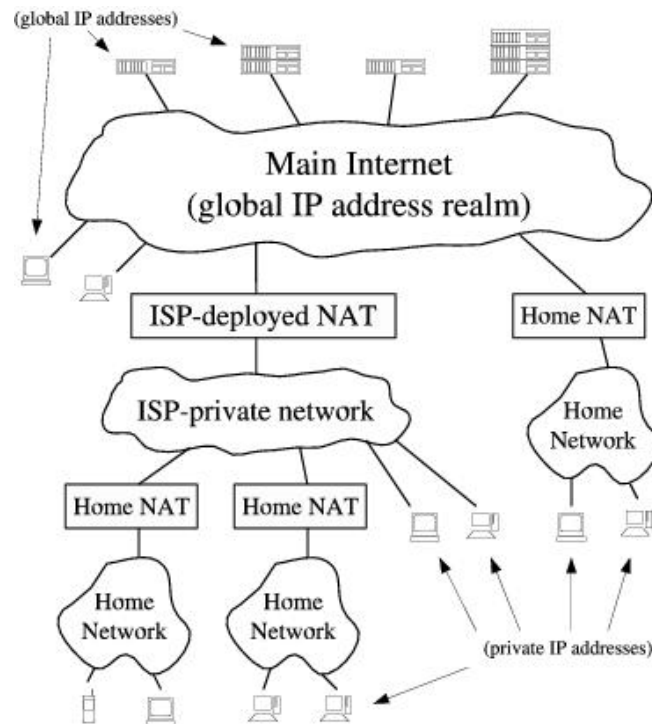 (global IP addresses)
Main Internet
(global IP address realm)
ISP-deployed NAT
Home NAT
ISP-private network
Home
Network
Home NAT
Home NAT
Home
Network
Home
Network
(private IP addresses)